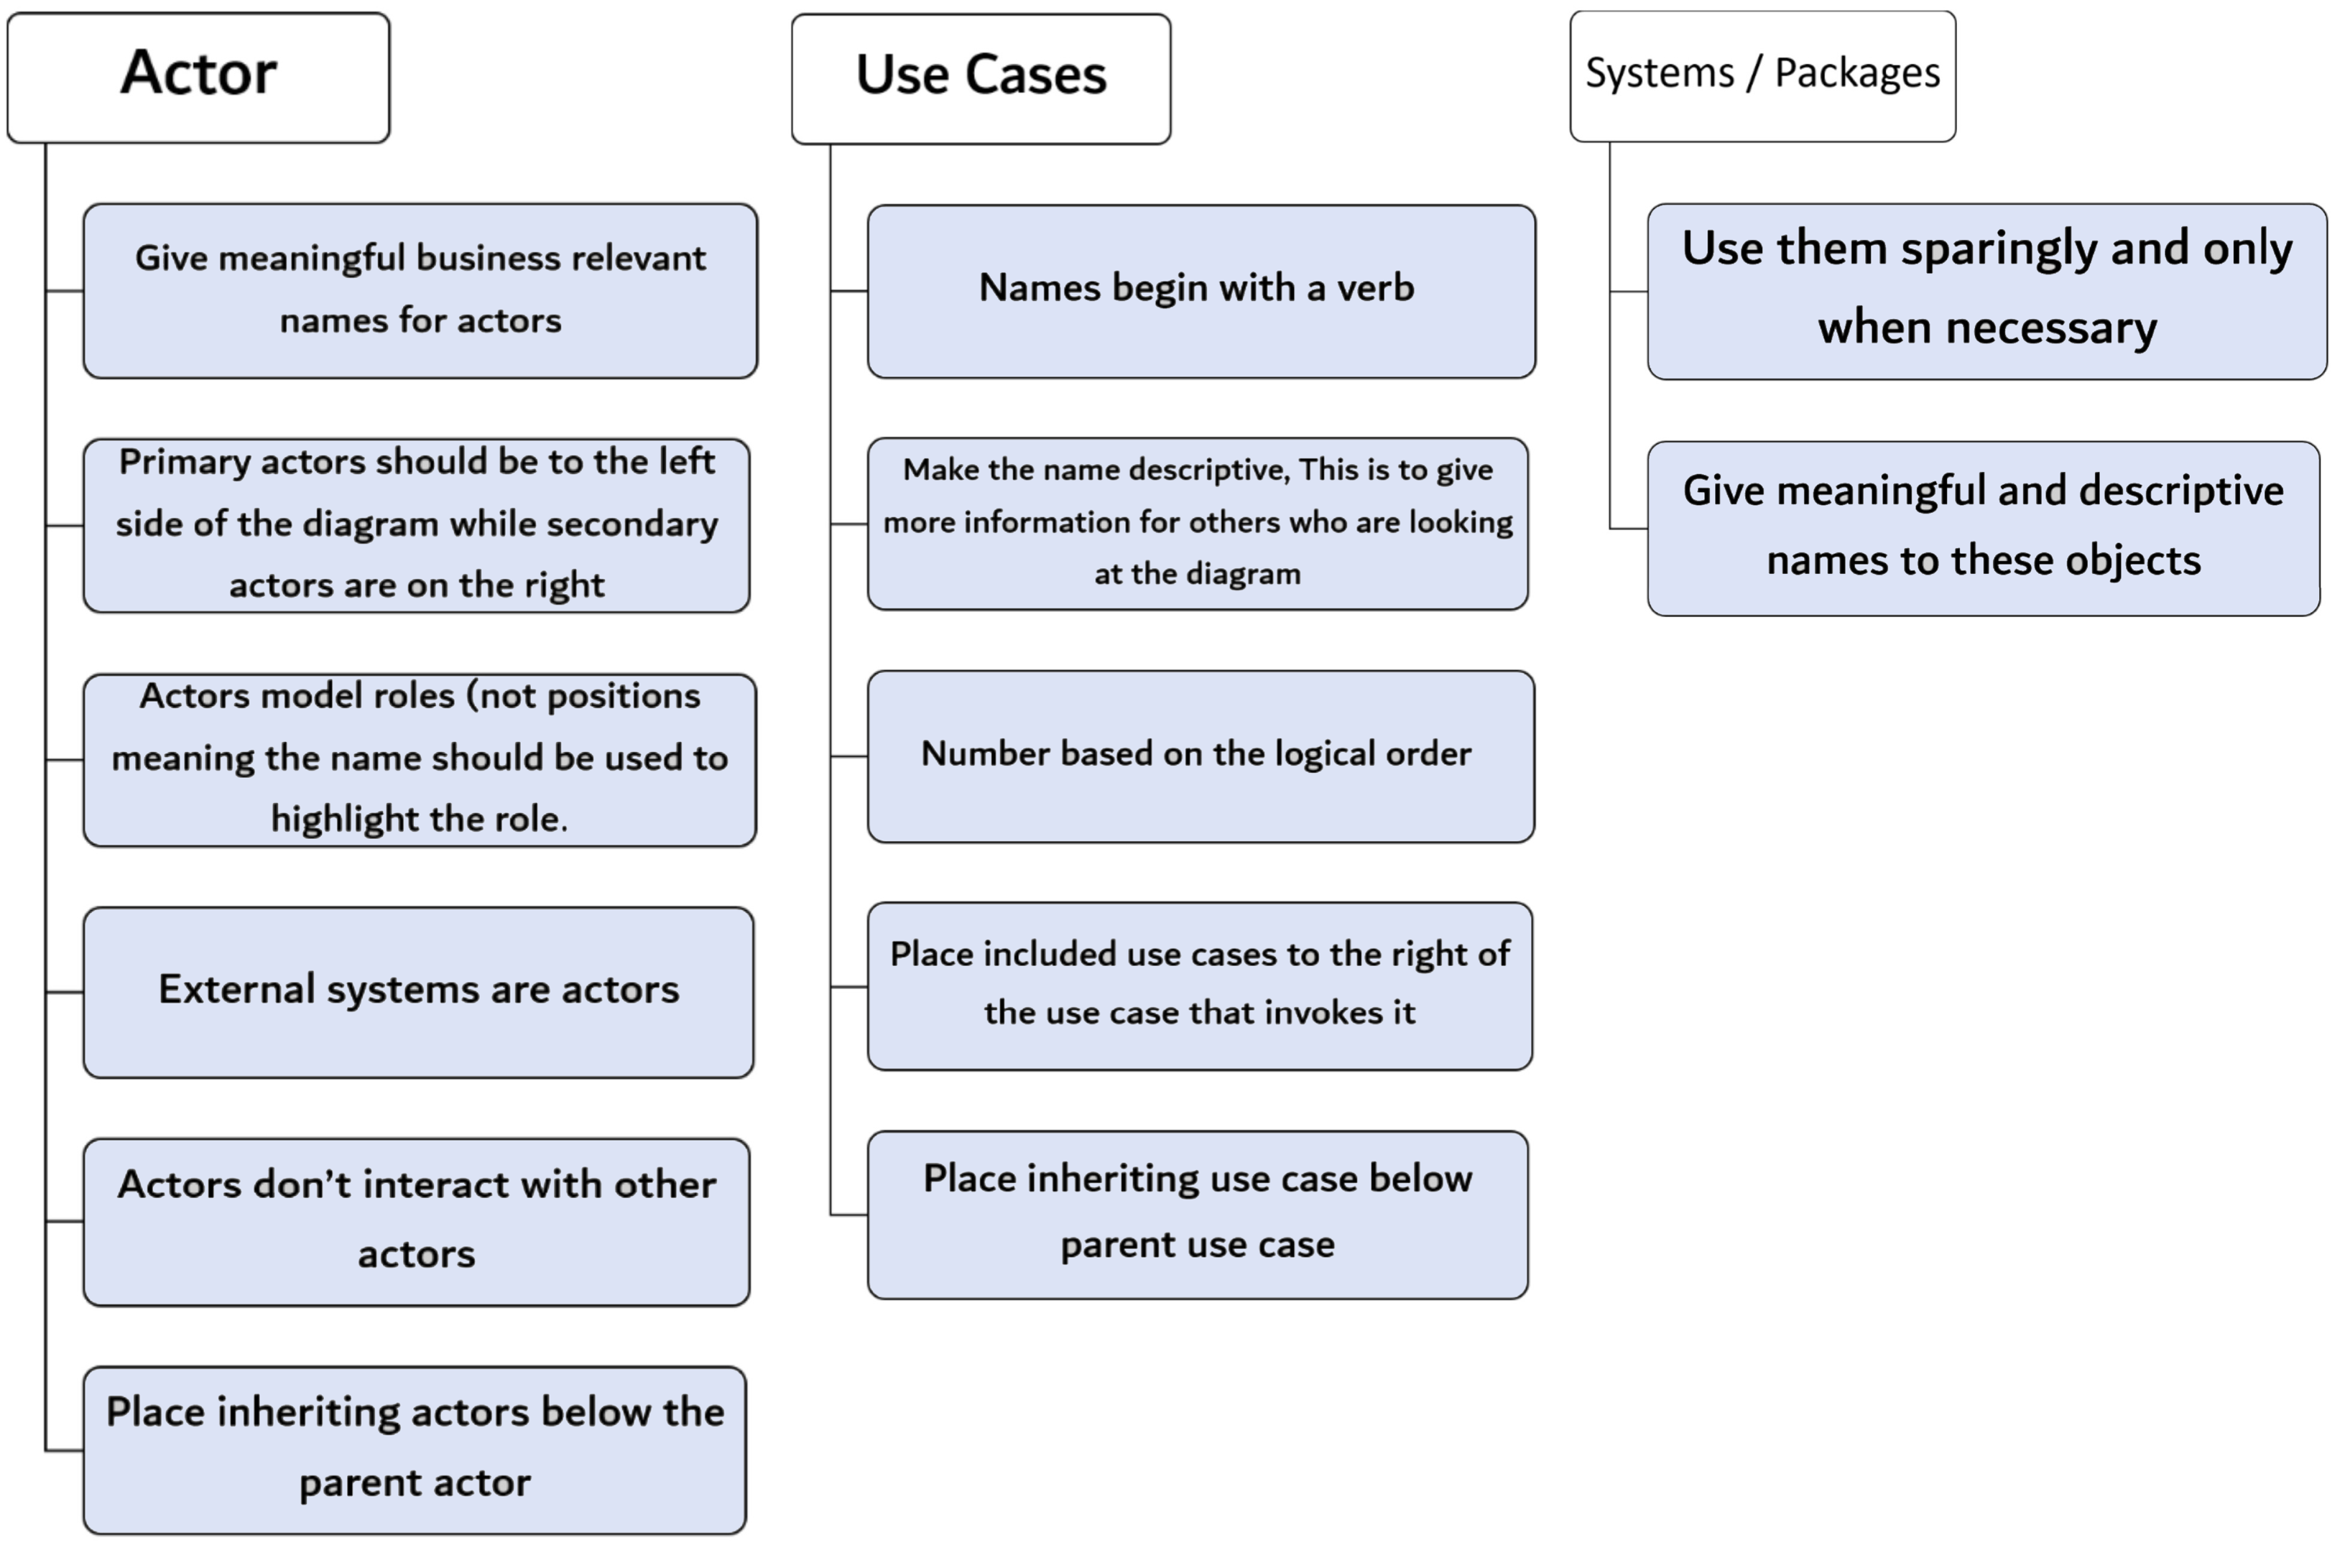 Actor
Give meaningful business relevant
names for actors
Primary actors should be to the left
side of the diagram while secondary
actors are on the right
Actors model roles (not positions
meaning the name should be used to
highlight the role.
External systems are actors
Actors don't interact with other
actors
Place inheriting actors below the
parent actor
Use Cases
Names begin with a verb
Make the name descriptive, This is to give
more information for others who are looking
at the diagram
Number based on the logical order
Place included use cases to the right of
the use case that invokes it
Place inheriting use case below
parent use case
Systems / Packages
Use them sparingly and only
when necessary
Give meaningful and descriptive
names to these objects